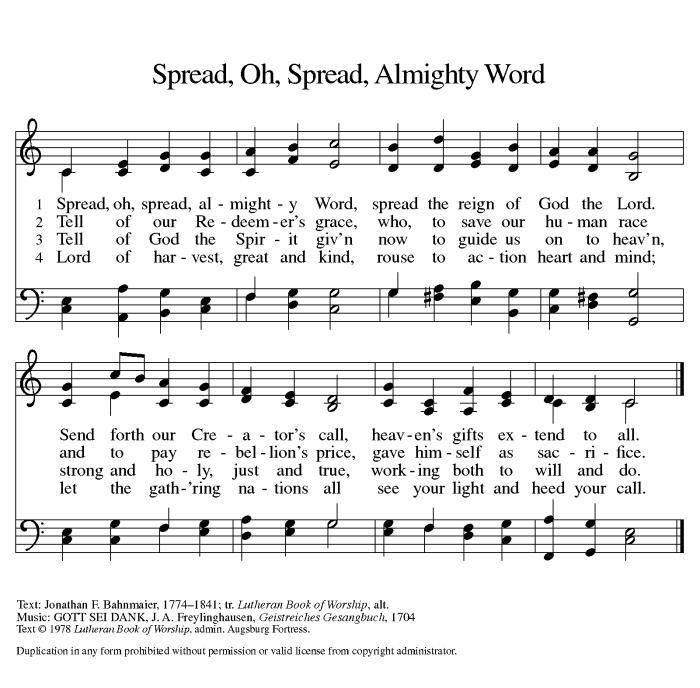 Spread, Oh, Spread, Almighty Word
1 Spread, oh, spread, al - might - y Word, spread the reign of God the Lord.
2 Tell of our Re - deem - er's grace, who, to save our hu - man race
3 Tell of God the Spir - it giv'n now to guide us on to heav'n,
4 Lord of har - vest, great and kind, rouse to ac - tion heart and mind;
Send forth our Cre - a - tor's call, heav - en's gifts ex - tend to all.
and to pay re - bel - lion's price, gave him - self as sac - ri - fice.
strong and ho - ly, just and true, work - ing both to will and do.
let the gath - 'ring na - tions all see your light and heed your call.
Text: Jonathan F. Bahnmaier, 1774–1841; tr. Lutheran Book of Worship, alt.
Music: GOTT SEI DANK, J. A. Freylinghausen, Geistreiches Gesangbuch, 1704
Text © 1978 Lutheran Book of Worship, admin. Augsburg Fortress.
Duplication in any form prohibited without permission or valid license from copyright administrator.